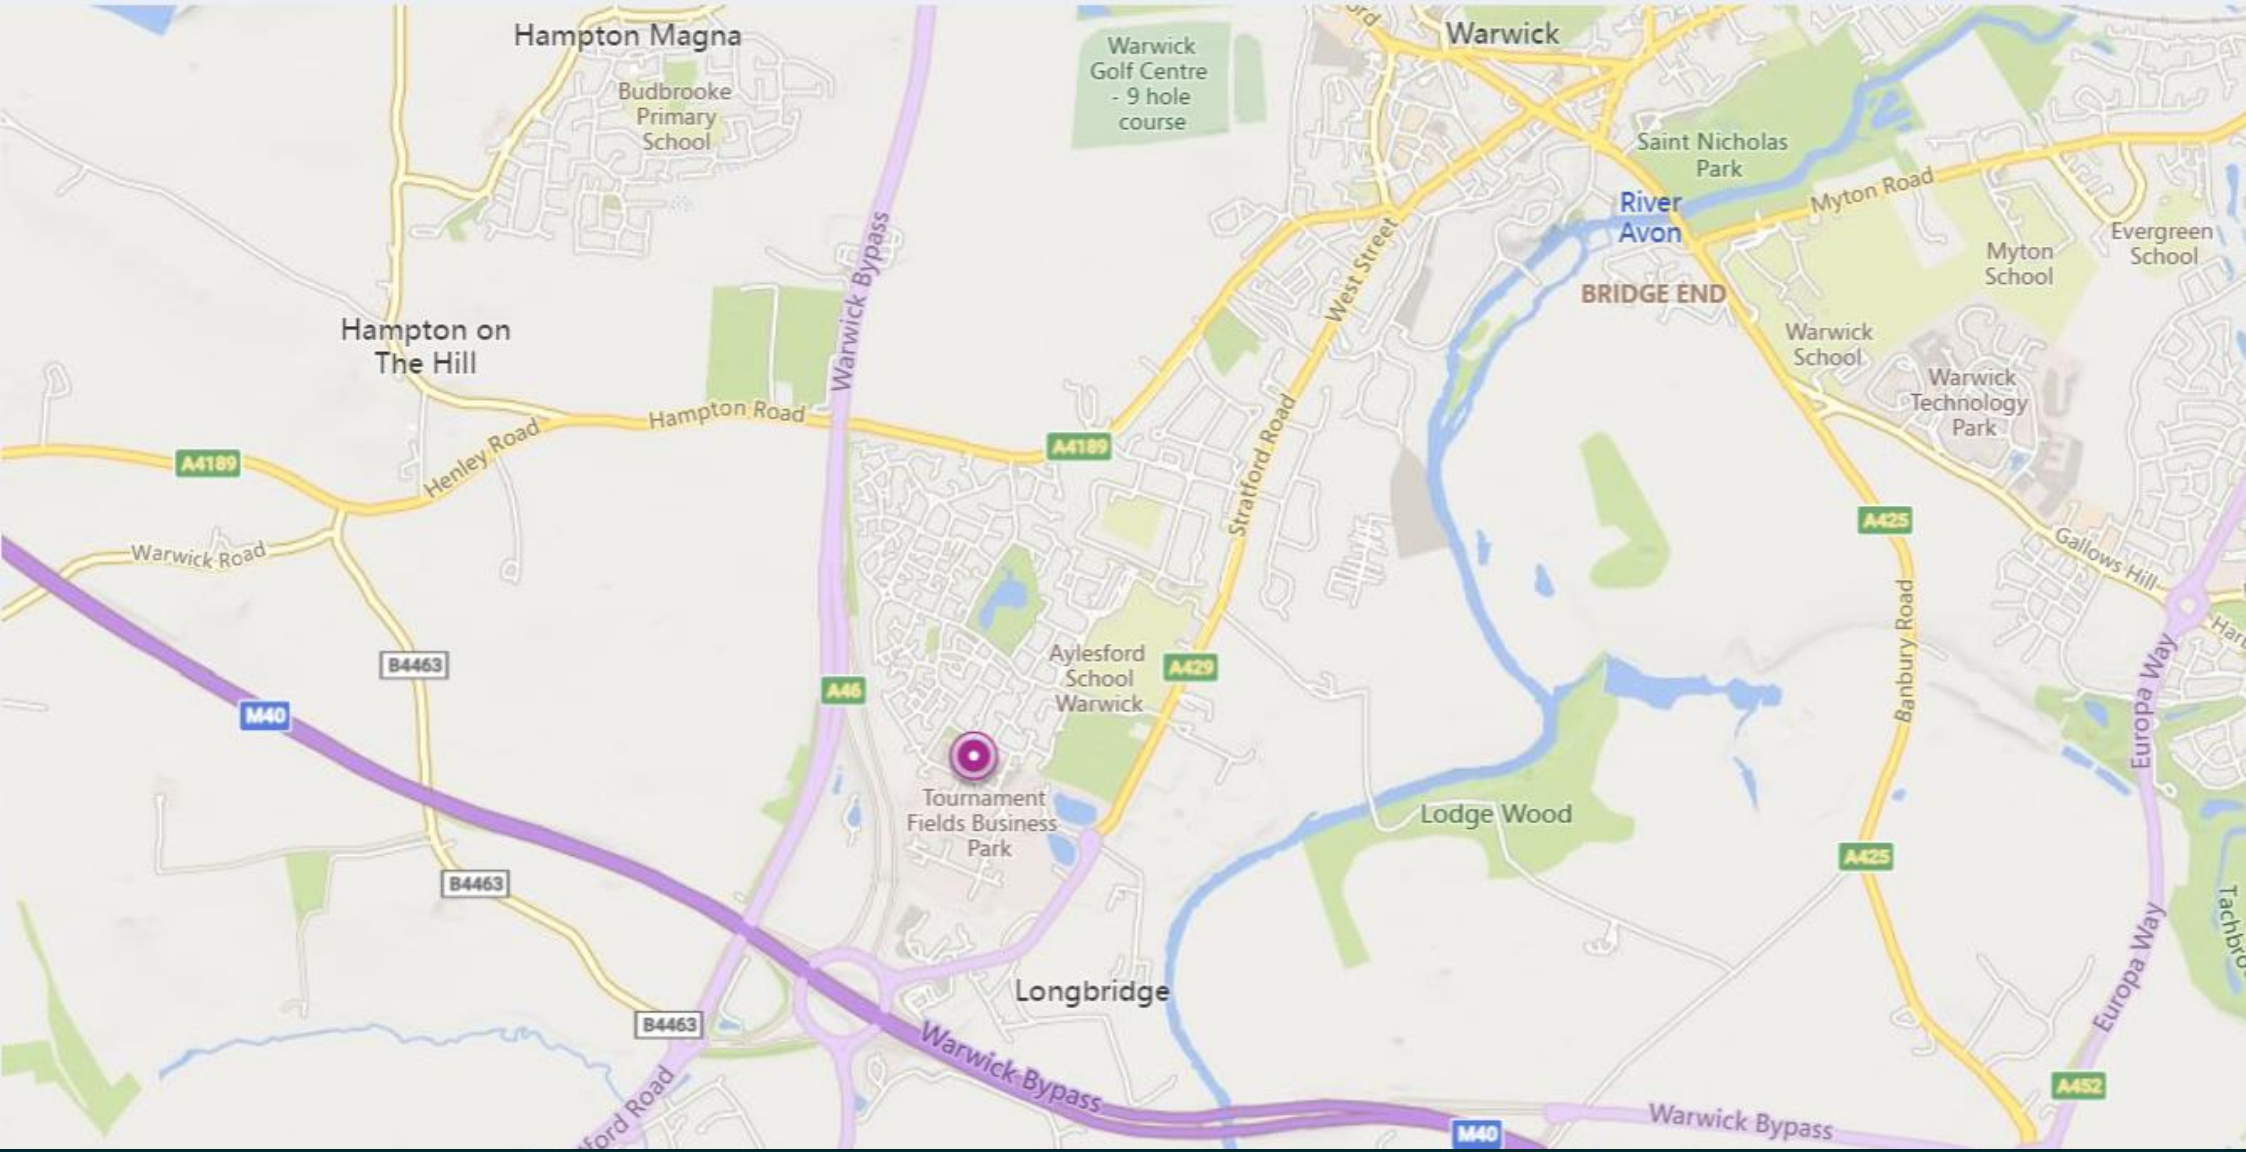 Hampton Magna
Warwick
Warwick
Golf Centre
- 9 hole
course
Budbrooke
Primary
School
Saint Nicholas
Park
Myton Road
River
Avon
Evergreen
School
Myton
School
West Street
Warwick Bypass
BRIDGE END
Hampton on
The Hill
Warwick
School
Warwick
Technology
Park
Hampton Road
A4189
Henley Road
A4189
Stratford Road
A425
Gallows Hill
Warwick Road
Banbury Road
B4463
Aylesford
School
Warwick
A429
A46
Europa Way
M40
Tournament
Fields Business
Park
Lodge Wood
A425
B4463
Europa Way
Longbridge
B4463
Warwick Bypass
A452
Warwick Bypass
M40